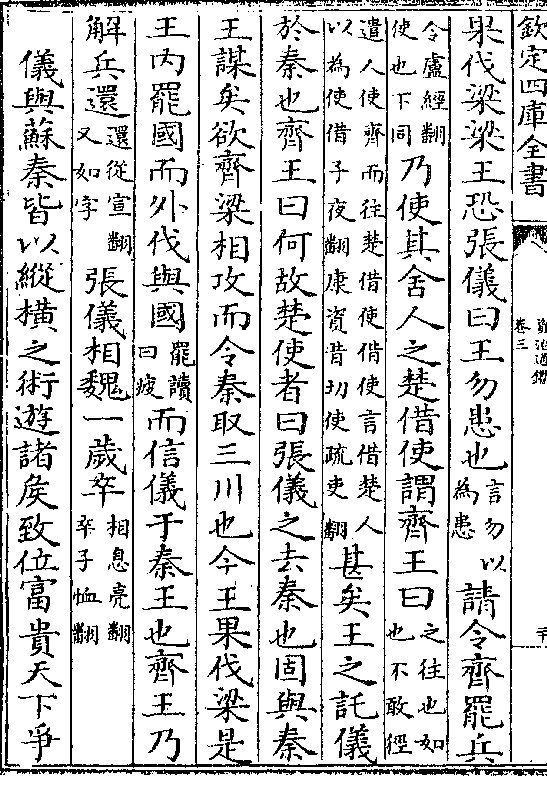 欽定四庫全書
資治通鑑
卷三
果伐梁梁王恐張儀曰王勿患也言勿以為患請令齊罷兵
令盧經翻使也下同乃使其舍人之楚借使謂齊王曰之往也如也不敢徑
遣人使齊而往楚借使偕使言借楚人以為使借子夜翻康資昔切使疏吏翻甚矣王之託儀
於秦也齊王曰何故楚使者曰張儀之去秦也固與秦
王謀矣欲齊梁相攻而令秦取三川也今王果伐梁是
王内罷國而外伐與國罷讀曰疲而信儀于秦王也齊王乃
解兵還還從宣翻又如字張儀相魏一歲卒相息亮翻卒子恤翻
儀與蘇秦皆以縱橫之術遊諸矦致位富貴天下爭